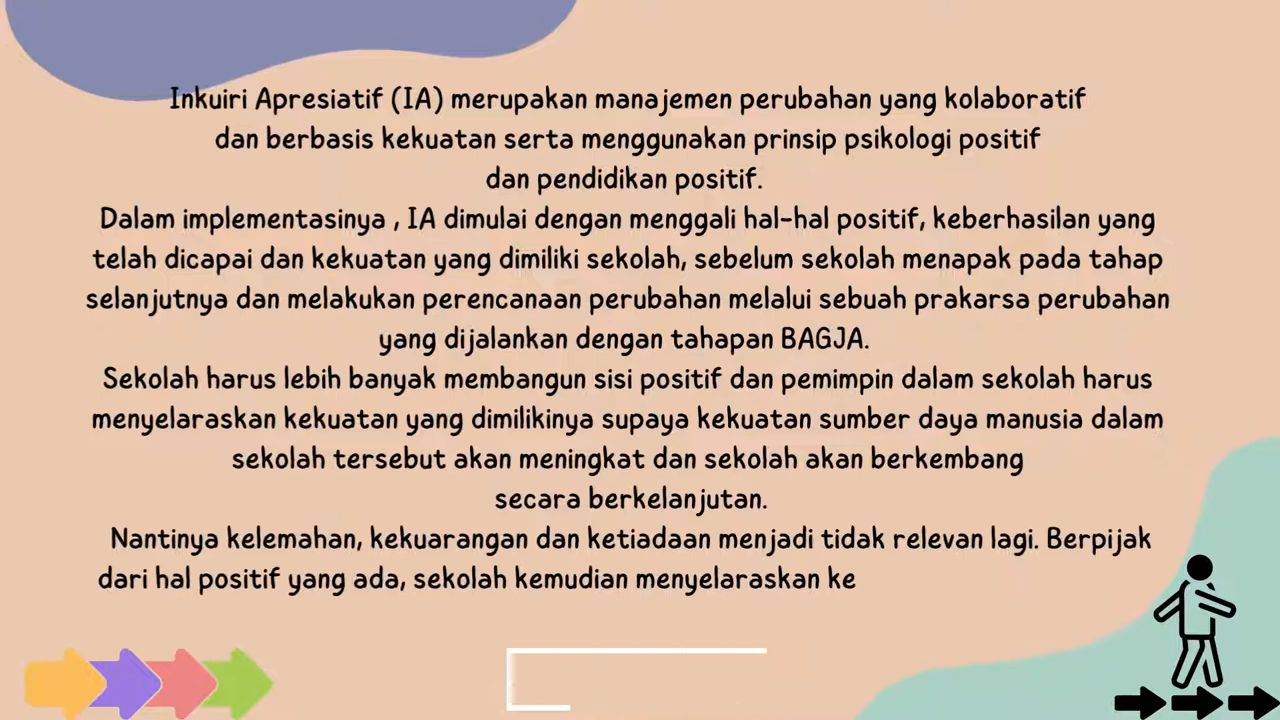 Inkuiri Apresiatif (IA) merupakan manajemen perubahan yang kolaboratif
dan berbasis kekuatan serta menggunakan prinsip psikologi positif
dan pendidikan positif.
Dalam implementasinya , IA dimulai dengan menggali hal-hal positif, keberhasilan yang
telah dicapai dan kekuatan yang dimiliki sekolah, sebelum sekolah menapak pada tahap
selanjutnya dan melakukan perencanaan perubahan melalui sebuah prakarsa perubahan
yang dijalankan dengan tahapan BAGJA.
Sekolah harus lebih banyak membangun sisi positif dan pemimpin dalam sekolah harus
menyelaraskan kekuatan yang dimilikinya supaya kekuatan sumber daya manusia dalam
sekolah tersebut akan meningkat dan sekolah akan berkembang
secara berkelanjutan.
Nantinya kelemahan, kekuarangan dan ketiadaan menjadi tidak relevan lagi. Berpijak
dari hal positif yang ada, sekolah kemudian menyelaraskan ke